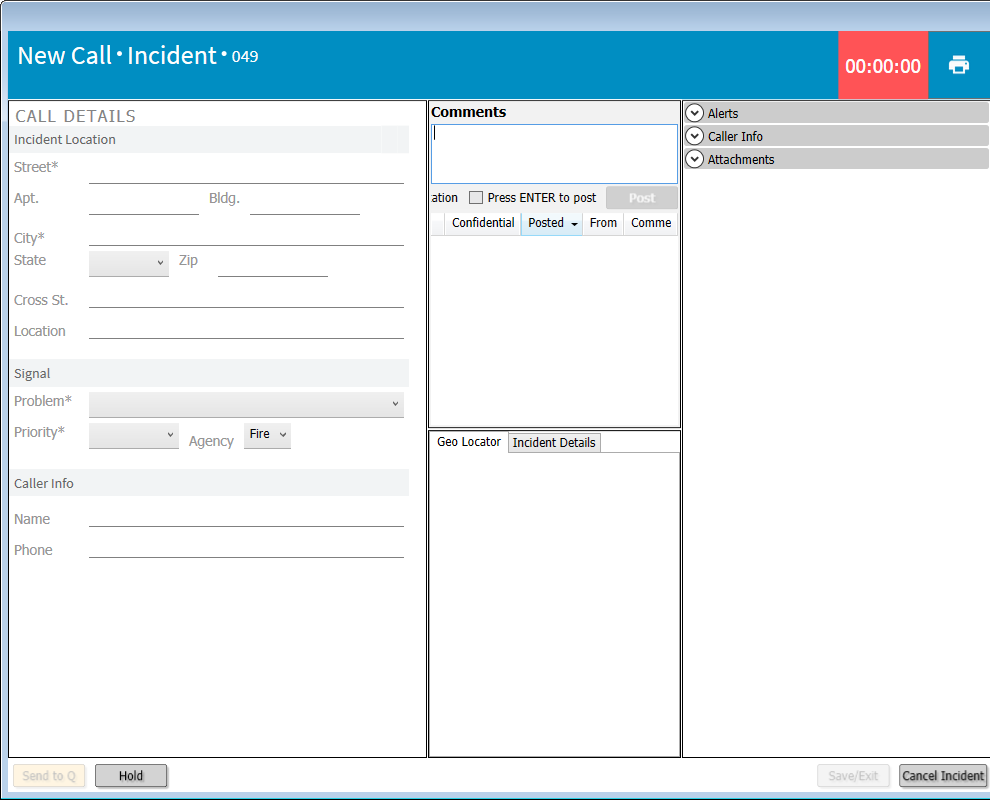 New Call • Incident • 049
00:00:00
CALL DETAILS
Incident Location
Street*
Apt.
Bldg.
City*
State
Zip
Cross St.
Location
Signal
Problem*
Priority*
Agency
Fire
Caller Info
Name
Phone
Comments
ation
Press ENTER to post
Post
Confidential
Posted
From
Comme
Geo Locator
Incident Details
Alerts
Caller Info
Attachments
Send to Q
Hold
Save/Exit
Cancel Incident